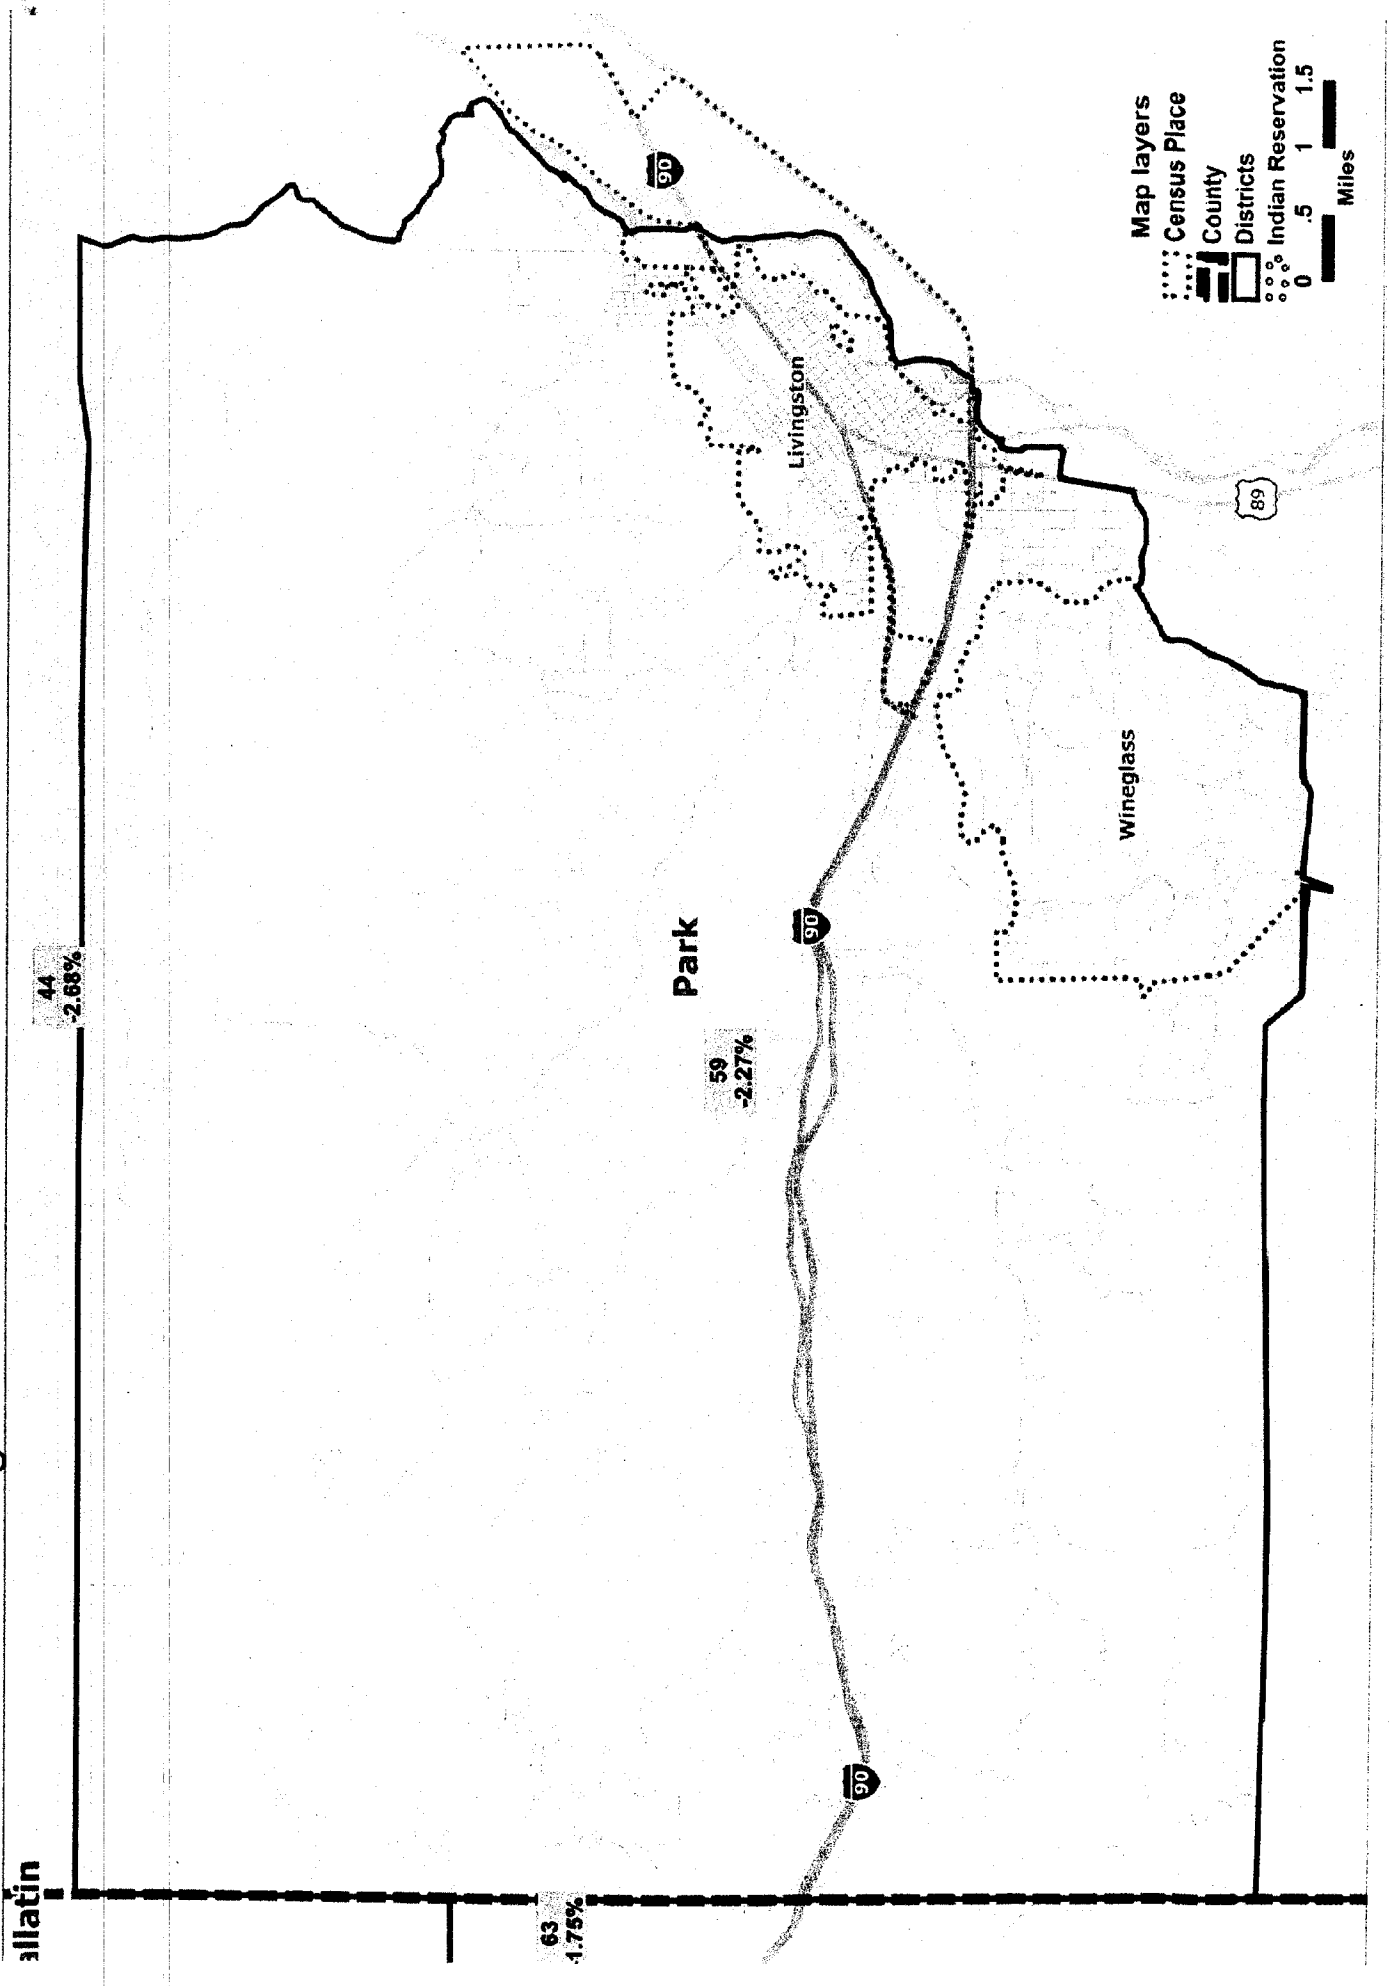 44
-2.68%
Park
59
-2.27%
63
1.75%
90
90
90
Livingston
Wineglass
89
Map layers
Census Place
County
Districts
Indian Reservation
0 .5 1 1.5
Miles
allatin